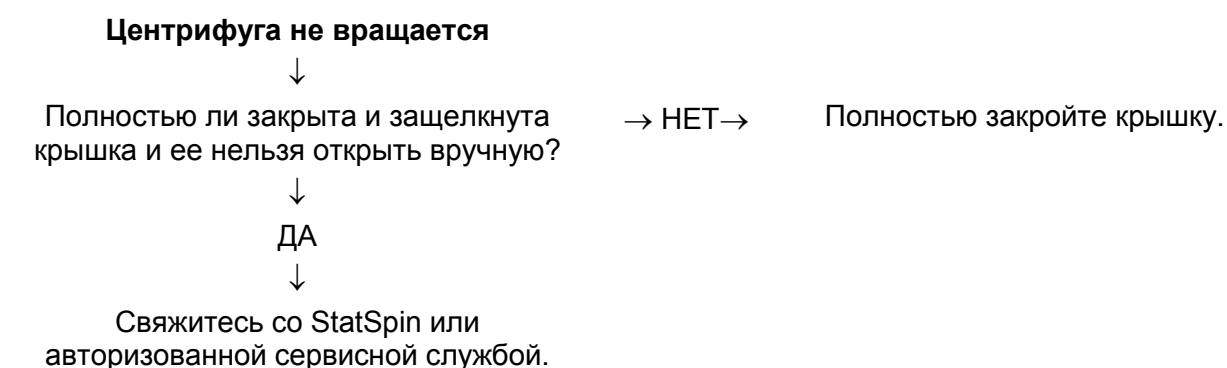 Центрифуга не вращается
↓
Полностью ли закрыта и защелкнута → НЕТ→ Полностью закройте крышку.
крышка и ее нельзя открыть вручную?
↓
ДА
↓
Свяжитесь со StatSpin или
авторизованной сервисной службой.